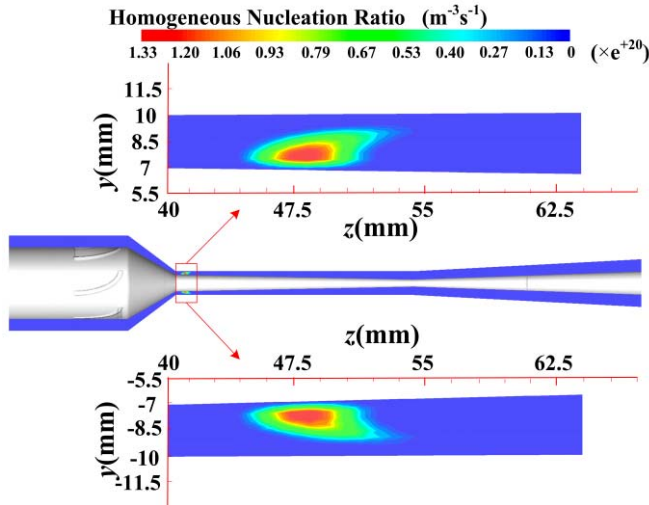 Homogeneous Nucleation Ratio (m⁻³s⁻¹)
1.33 1.20 1.06 0.93 0.79 0.67 0.53 0.40 0.27 0.13 0 (×e⁺²⁰)
y(mm)
11.5
10
8.5
7
5.5
40 47.5 55 62.5
z(mm)
z(mm)
40 47.5 55 62.5
y(mm)
-5.5
-7
-8.5
-10
-11.5